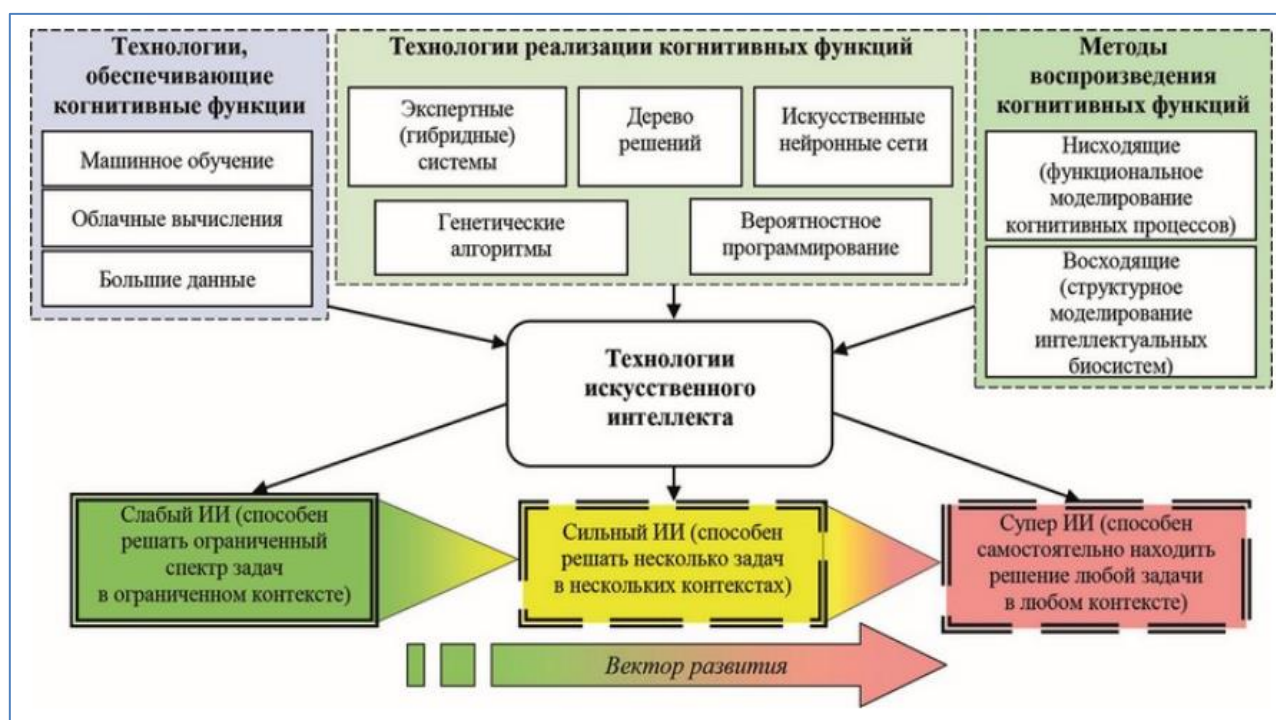 Технологии,
обеспечивающие
когнитивные функции
Машинное обучение
Облачные вычисления
Большие данные
Технологии реализации когнитивных функций
Экспертные
(гибридные)
системы
Дерево
решений
Искусственные
нейронные сети
Генетические
алгоритмы
Вероятностное
программирование
Методы
воспроизведения
когнитивных функций
Нисходящие
(функциональное
моделирование
когнитивных процессов)
Восходящие
(структурное
моделирование
интеллектуальных
биосистем)
Технологии
искусственного
интеллекта
Слабый ИИ (способен
решать ограниченный
спектр задач
в ограниченном контексте)
Сильный ИИ (способен
решать несколько задач
в нескольких контекстах)
Супер ИИ (способен
самостоятельно находить
решение любой задачи
в любом контексте)
Вектор развития